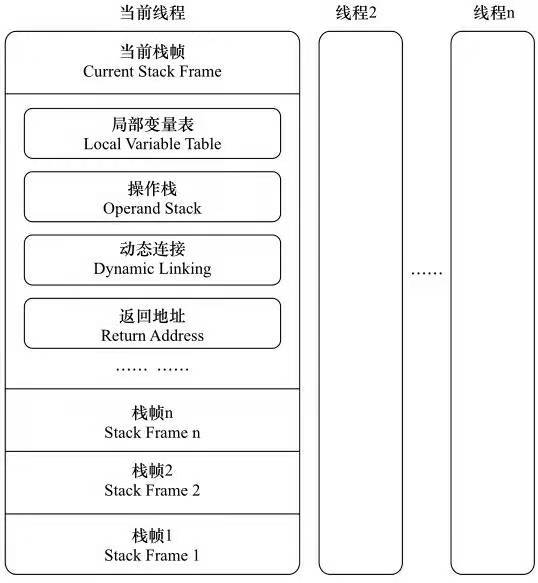 当前线程
线程2
线程n
当前栈帧
Current Stack Frame
局部变量表
Local Variable Table
操作栈
Operand Stack
动态连接
Dynamic Linking
返回地址
Return Address
…… ……
……
栈帧n
Stack Frame n
栈帧2
Stack Frame 2
栈帧1
Stack Frame 1